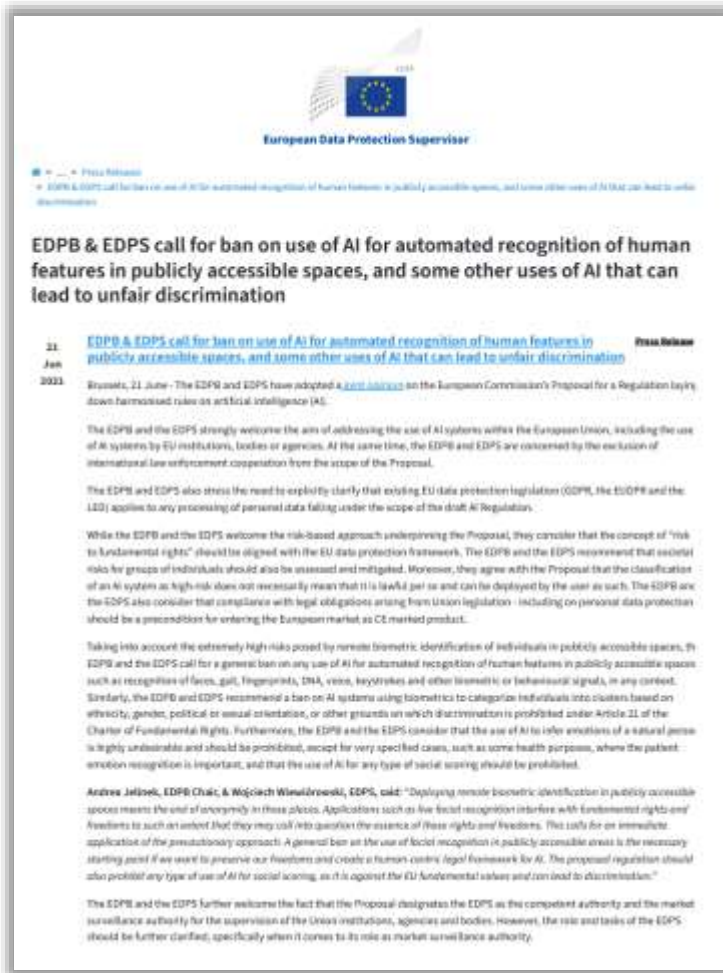 European Data Protection Supervisor
Press Releases
EDPB & EDPS call for ban on use of AI for automated recognition of human features in publicly accessible spaces, and some other uses of AI that can lead to unfair
discrimination
EDPB & EDPS call for ban on use of AI for automated recognition of human
features in publicly accessible spaces, and some other uses of AI that can
lead to unfair discrimination
21
Jun
2021
EDPB & EDPS call for ban on use of AI for automated recognition of human features in
publicly accessible spaces, and some other uses of AI that can lead to unfair discrimination
Press Release
Brussels, 21 June - The EDPB and EDPS have adopted a joint opinion on the European Commission's Proposal for a Regulation laying
down harmonised rules on artificial intelligence (AI).
The EDPB and the EDPS strongly welcome the aim of addressing the use of AI systems within the European Union, including the use
of AI systems by EU institutions, bodies or agencies. At the same time, the EDPB and EDPS are concerned by the exclusion of
international law enforcement cooperation from the scope of the Proposal.
The EDPB and EDPS also stress the need to explicitly clarify that existing EU data protection legislation (GDPR, the EUDPR and the
LED) applies to any processing of personal data falling under the scope of the draft AI Regulation.
While the EDPB and the EDPS welcome the risk-based approach underpinning the Proposal, they consider that the concept of "risk
to fundamental rights" should be aligned with the EU data protection framework. The EDPB and the EDPS recommend that societal
risks for groups of individuals should also be assessed and mitigated. Moreover, they agree with the Proposal that the classification
of an AI system as high-risk does not necessarily mean that it is lawful per se and can be deployed by the user as such. The EDPB and
the EDPS also consider that compliance with legal obligations arising from Union legislation - including on personal data protection
should be a precondition for entering the European market as CE marked product.
Taking into account the extremely high risks posed by remote biometric identification of individuals in publicly accessible spaces, th
EDPB and the EDPS call for a general ban on any use of AI for automated recognition of human features in publicly accessible spaces
such as recognition of faces, gait, fingerprints, DNA, voice, keystrokes and other biometric or behavioural signals, in any context.
Similarly, the EDPB and EDPS recommend a ban on AI systems using biometrics to categorize individuals into clusters based on
ethnicity, gender, political or sexual orientation, or other grounds on which discrimination is prohibited under Article 21 of the
Charter of Fundamental Rights. Furthermore, the EDPB and the EDPS consider that the use of AI to infer emotions of a natural perso
is highly undesirable and should be prohibited, except for very specified cases, such as some health purposes, where the patient
emotion recognition is important, and that the use of AI for any type of social scoring should be prohibited.
Andrea Jelinek, EDPB Chair, & Wojciech Wiewiórowski, EDPS, said: "Deploying remote biometric identification in publicly accessible
spaces means the end of anonymity in those places. Applications such as live facial recognition interfere with fundamental rights and
freedoms to such an extent that they may call into question the essence of these rights and freedoms. This calls for an immediate
application of the precautionary approach. A general ban on the use of facial recognition in publicly accessible areas is the necessary
starting point if we want to preserve our freedoms and create a human-centric legal framework for AI. The proposed regulation should
also prohibit any type of use of AI for social scoring, as it is against the EU fundamental values and can lead to discrimination."
The EDPB and the EDPS further welcome the fact that the Proposal designates the EDPS as the competent authority and the market
surveillance authority for the supervision of the Union institutions, agencies and bodies. However, the role and tasks of the EDPS
should be further clarified, specifically when it comes to its role as market surveillance authority.